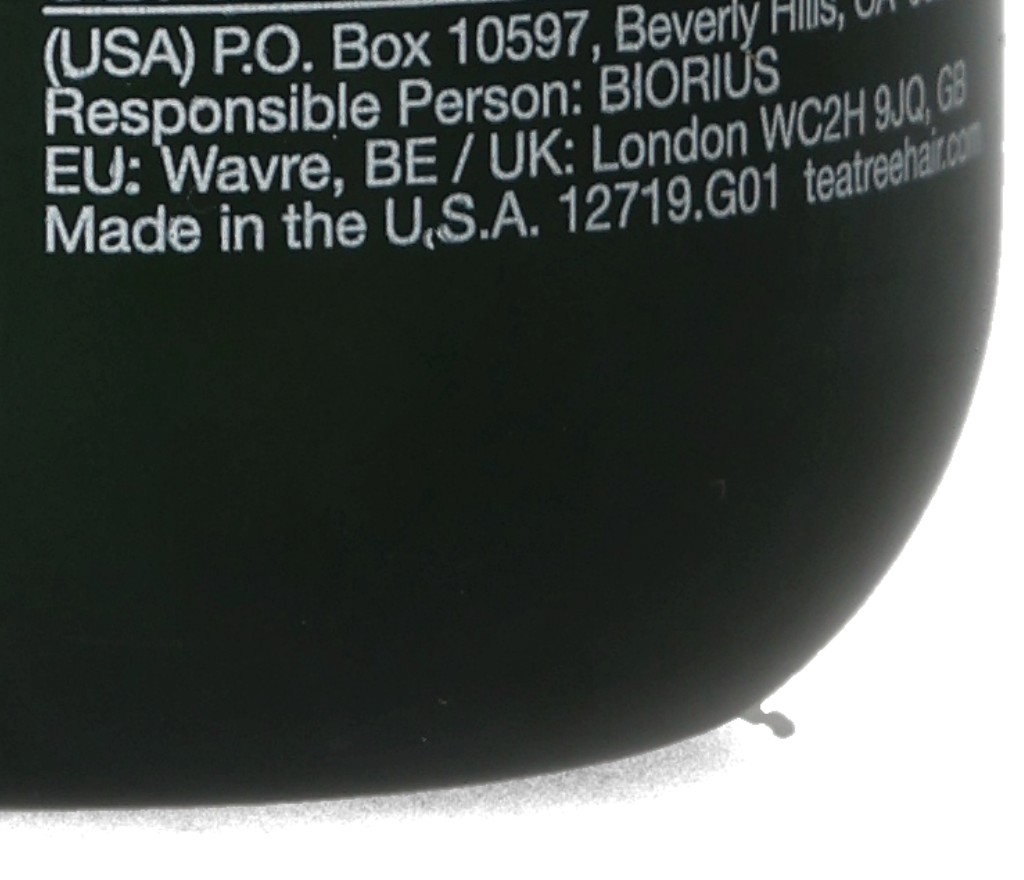 (USA) P.O. Box 10597, Beverly Hills, CA
Responsible Person: BIORIUS
EU: Wavre, BE / UK: London WC2H 9JQ, GB
Made in the U.S.A. 12719.G01 teatreehair.com